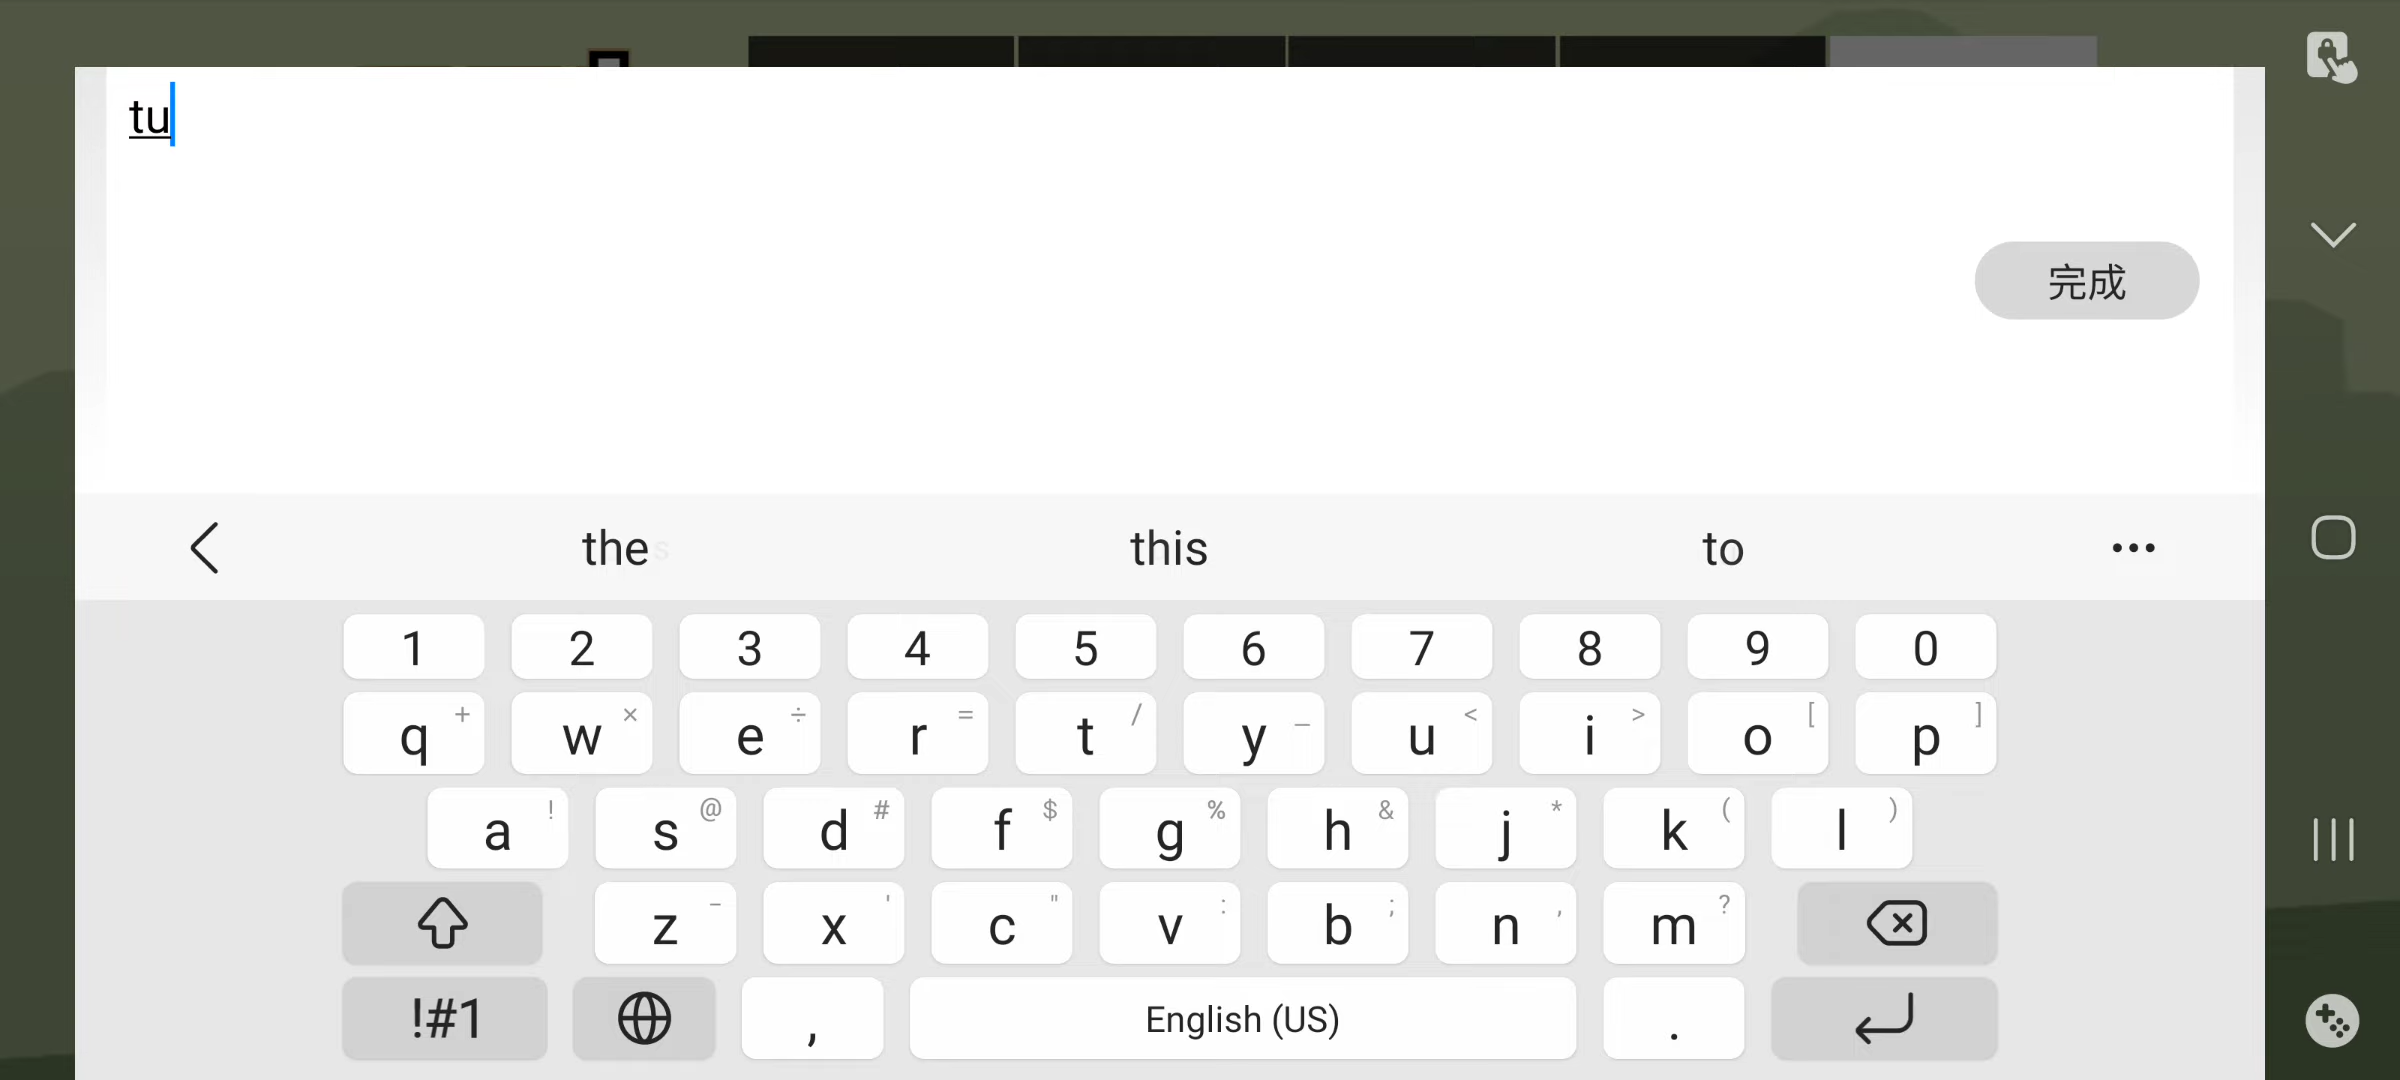 tu
完成
the this to
1 2 3 4 5 6 7 8 9 0
q + w × e ÷ r = t / y _ u < i > o [ p ]
a ! s @ d # f $ g % h & j * k ( l )
z - x ' c " v : b ; n , m ?
!#1 , English (US) .